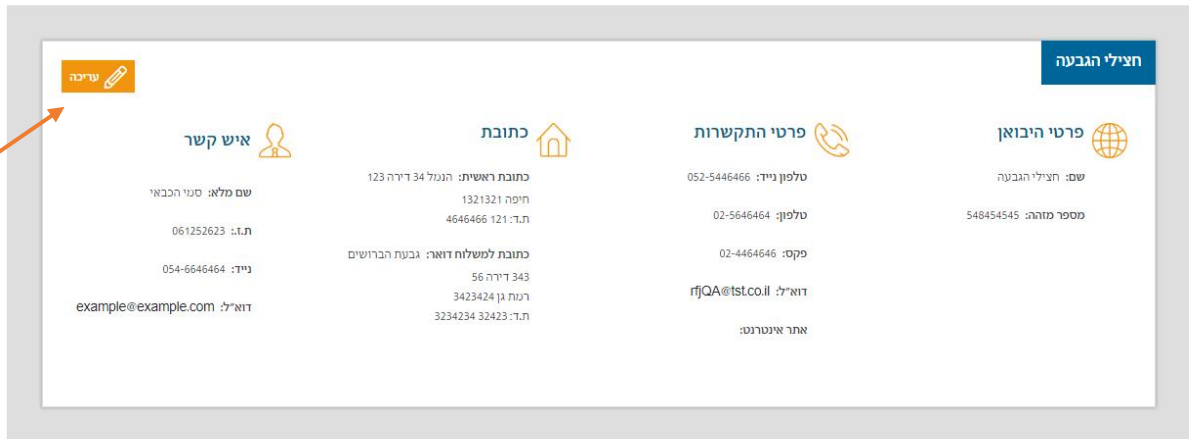 חצילי הגבעה
עריכה
פרטי היבואן
שם: חצילי הגבעה
מספר מזהה: 548454545
פרטי התקשרות
טלפון נייד: 052-5446466
טלפון: 02-5646464
פקס: 02-4464646
דוא״ל: rfjQA@tst.co.il
אתר אינטרנט:
כתובת
כתובת ראשית: הנמל 34 דירה 123
חיפה 1321321
ת.ד: 121 4646466
כתובת למשלוח דואר: גבעת הברושים
343 דירה 56
רמת גן 3423424
ת.ד: 32423 3234234
איש קשר
שם מלא: סמי הכבאי
ת.ז.: 061252623
נייד: 054-6646464
דוא״ל: example@example.com